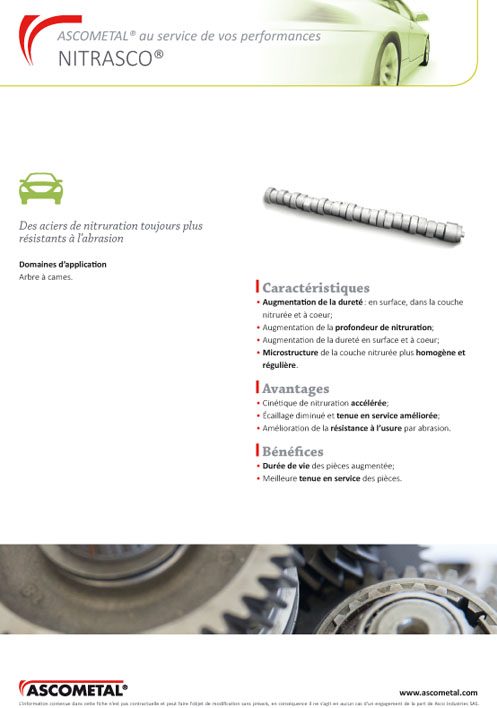 ASCOMETAL® au service de vos performances
NITRASCO®
Des aciers de nitruration toujours plus
résistants à l'abrasion
Domaines d'application
Arbre à cames.
Caractéristiques
• Augmentation de la dureté : en surface, dans la couche
nitrurée et à coeur;
• Augmentation de la profondeur de nitruration;
• Augmentation de la dureté en surface et à coeur;
• Microstructure de la couche nitrurée plus homogène et
régulière.
Avantages
• Cinétique de nitruration accélérée;
• Écaillage diminué et tenue en service améliorée;
• Amélioration de la résistance à l'usure par abrasion.
Bénéfices
• Durée de vie des pièces augmentée;
• Meilleure tenue en service des pièces.
ASCOMETAL®
www.ascometal.com
L'information contenue dans cette fiche n'est pas contractuelle et peut faire l'objet de modification sans préavis, en conséquence il ne s'agit en aucun cas d'un engagement de la part de Asco Industries SAS.